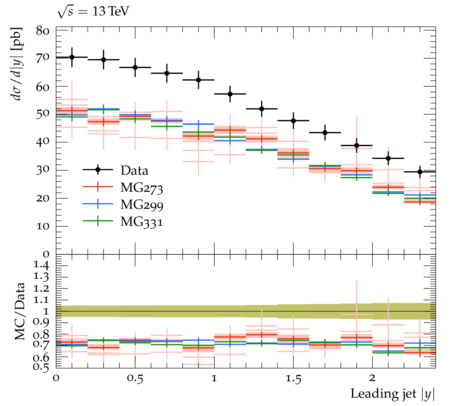 √s = 13 TeV
dσ/d|y| [pb]
80
70
60
50
40
30
20
10
0
Data
MG273
MG299
MG331
MC/Data
1.4
1.3
1.2
1.1
1
0.9
0.8
0.7
0.6
0.5
0 0.5 1 1.5 2
Leading jet |y|